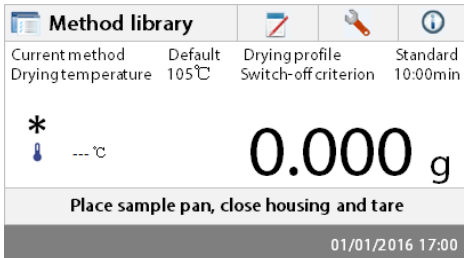 Method library
Current method Default Drying profile Standard
Drying temperature 105℃ Switch-off criterion 10:00min
*
--- ℃
0.000 g
Place sample pan, close housing and tare
01/01/2016 17:00